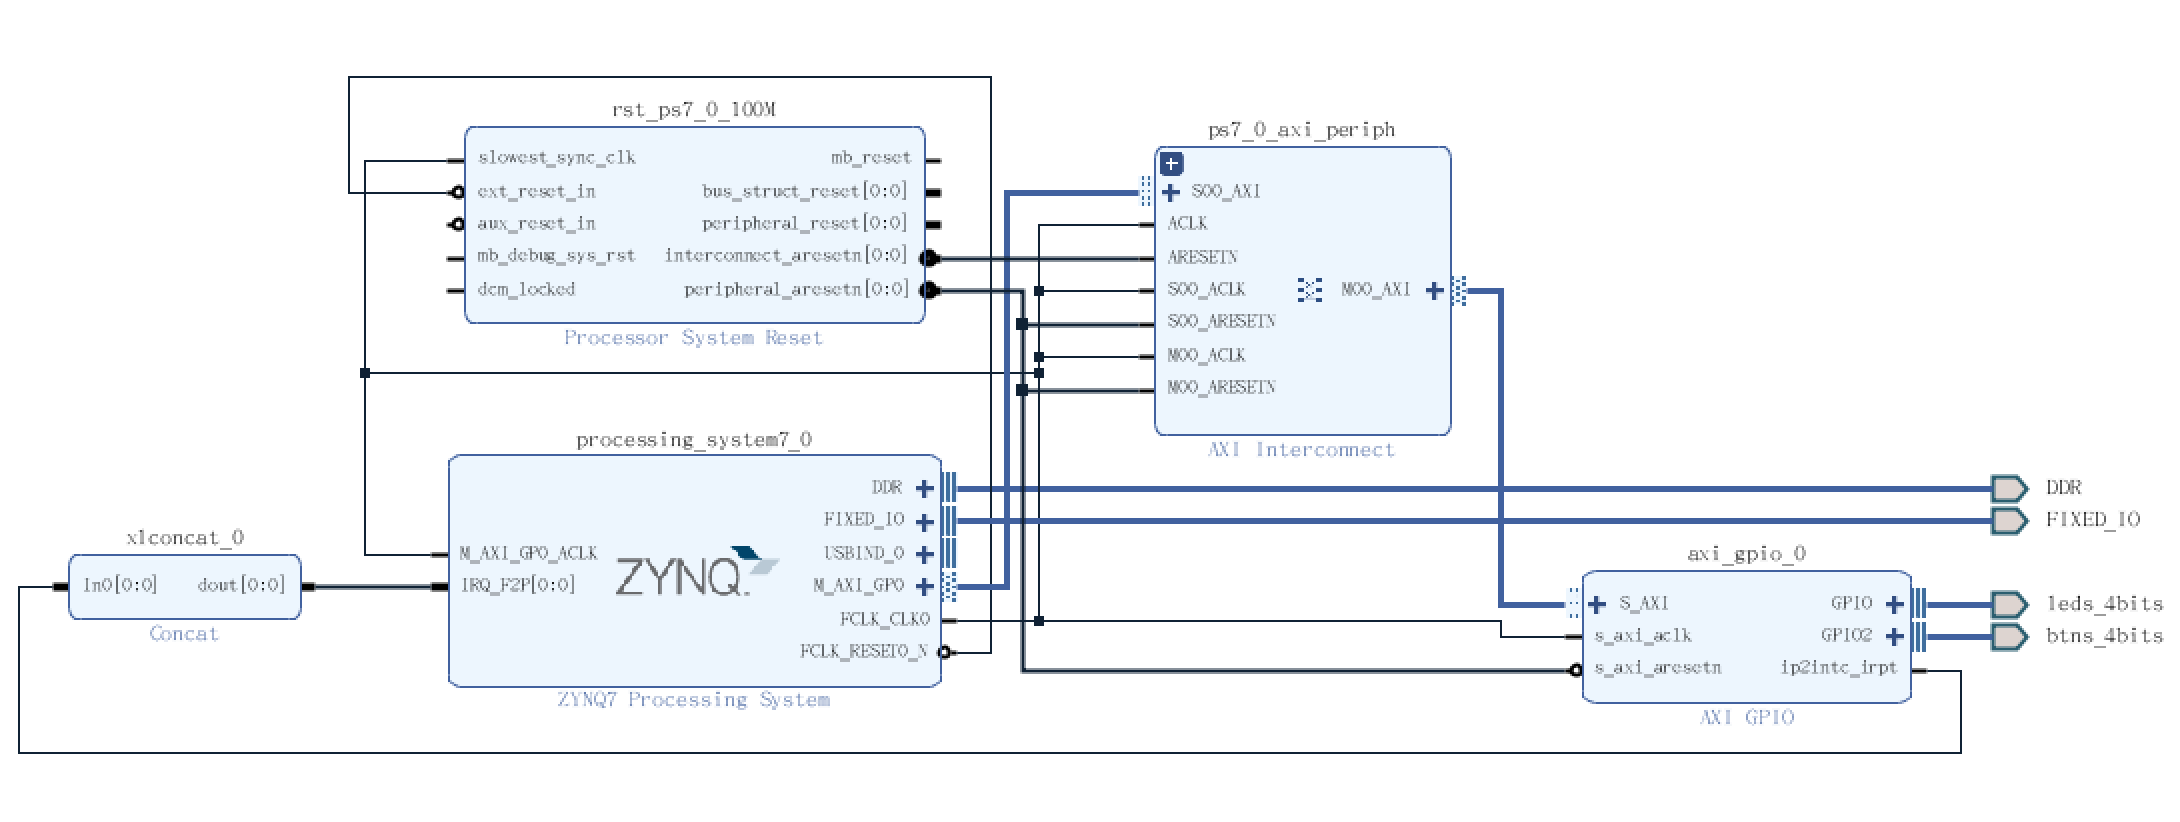 rst_ps7_0_100M
slowest_sync_clk
ext_reset_in
aux_reset_in
mb_debug_sys_rst
dcm_locked
mb_reset
bus_struct_reset[0:0]
peripheral_reset[0:0]
interconnect_aresetn[0:0]
peripheral_aresetn[0:0]
Processor System Reset
ps7_0_axi_periph
S00_AXI
ACLK
ARESETN
S00_ACLK
S00_ARESETN
M00_ACLK
M00_ARESETN
M00_AXI
AXI Interconnect
processing_system7_0
M_AXI_GP0_ACLK
IRQ_F2P[0:0]
ZYNQ
DDR
FIXED_IO
USBIND_0
M_AXI_GP0
FCLK_CLK0
FCLK_RESET0_N
ZYNQ7 Processing System
xlconcat_0
In0[0:0]
dout[0:0]
Concat
axi_gpio_0
S_AXI
s_axi_aclk
s_axi_aresetn
GPIO
GPIO2
ip2intc_irpt
AXI GPIO
DDR
FIXED_IO
leds_4bits
btns_4bits